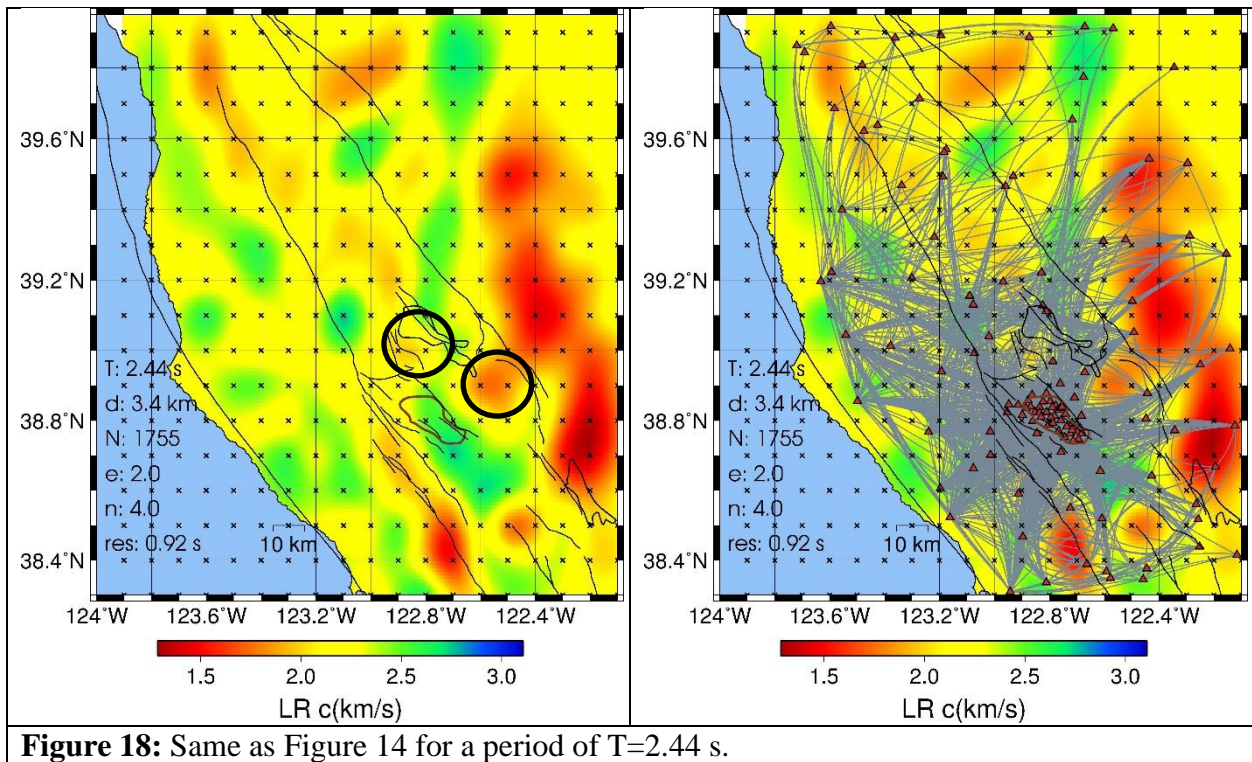 39.6°N
39.2°N
38.8°N
38.4°N
T: 2.44 s
d: 3.4 km
N: 1755
e: 2.0
n: 4.0
res: 0.92 s
10 km
124°W 123.6°W 123.2°W 122.8°W 122.4°W
1.5 2.0 2.5 3.0
LR c(km/s)
39.6°N
39.2°N
38.8°N
38.4°N
T: 2.44 s
d: 3.4 km
N: 1755
e: 2.0
n: 4.0
res: 0.92 s
10 km
124°W 123.6°W 123.2°W 122.8°W 122.4°W
1.5 2.0 2.5 3.0
LR c(km/s)
Figure 18: Same as Figure 14 for a period of T=2.44 s.